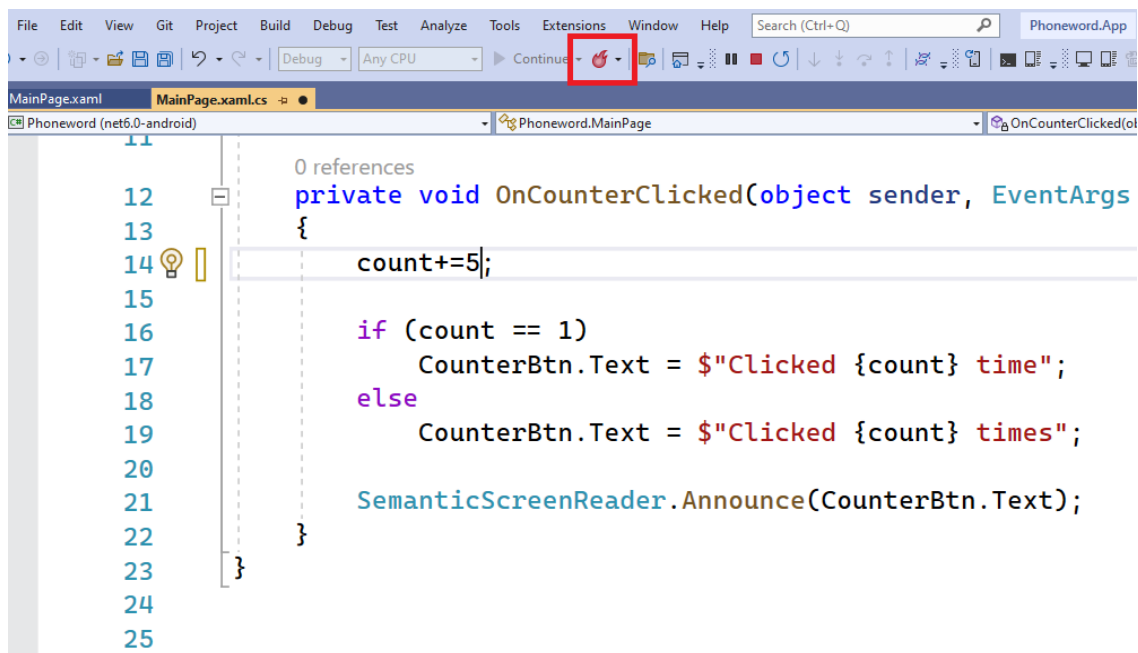 File Edit View Git Project Build Debug Test Analyze Tools Extensions Window Help Search (Ctrl+Q) Phoneword.App
Debug Any CPU Continue
MainPage.xaml MainPage.xaml.cs
C# Phoneword (net6.0-android) Phoneword.MainPage OnCounterClicked(ob
11
0 references
12 private void OnCounterClicked(object sender, EventArgs
13 {
14 count+=5;
15
16 if (count == 1)
17 CounterBtn.Text = $"Clicked {count} time";
18 else
19 CounterBtn.Text = $"Clicked {count} times";
20
21 SemanticScreenReader.Announce(CounterBtn.Text);
22 }
23 }
24
25